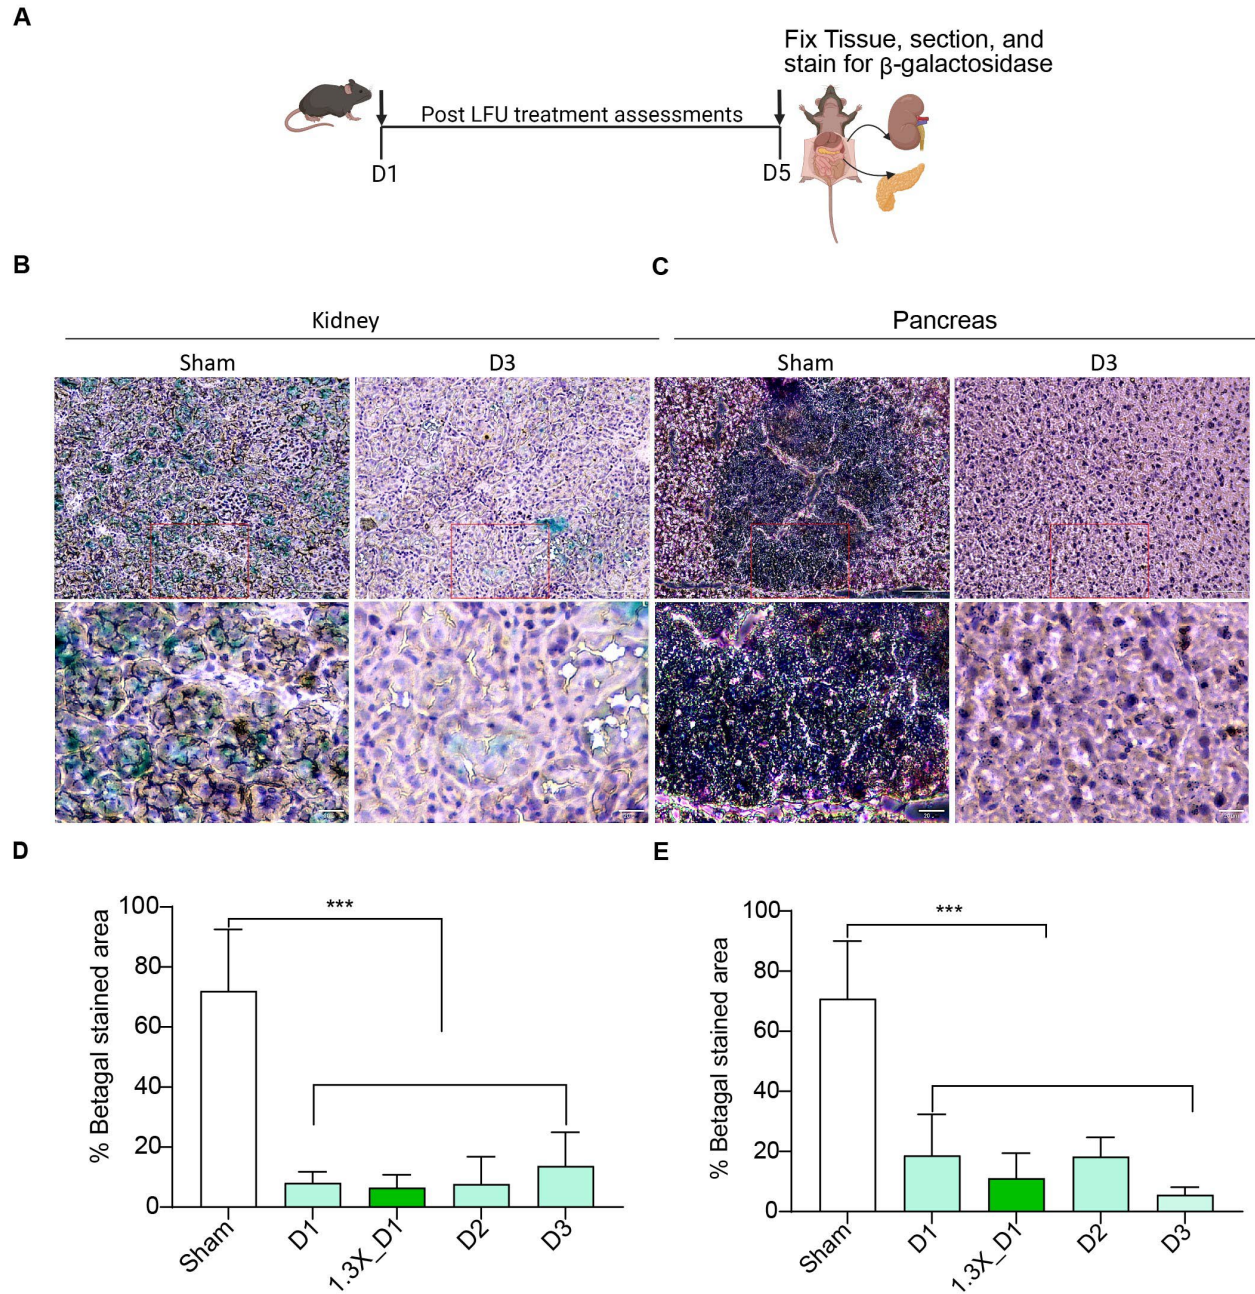 A
Fix Tissue, section, and
stain for β-galactosidase
Post LFU treatment assessments
D1
D5
B
C
Kidney
Pancreas
Sham
D3
Sham
D3
D
E
% Betagal stained area
100
80
60
40
20
0
***
Sham
D1
1.3X_D1
D2
D3
% Betagal stained area
100
80
60
40
20
0
***
Sham
D1
1.3X_D1
D2
D3